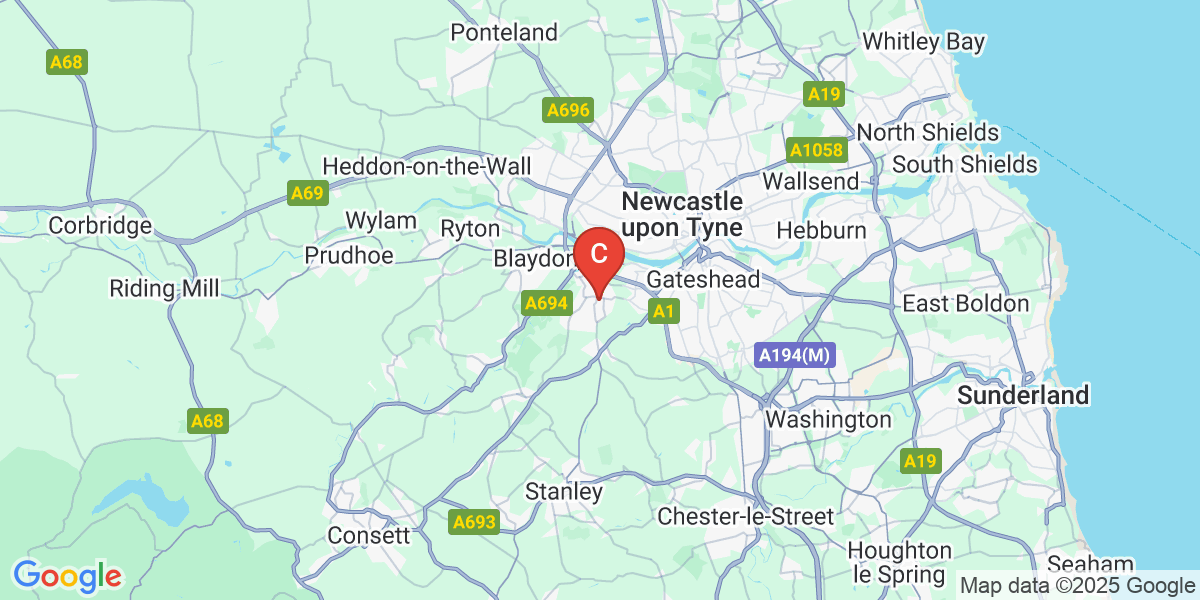 Ponteland
Whitley Bay
A68
A19
A696
North Shields
A1058
South Shields
Heddon-on-the-Wall
Wallsend
A69
Newcastle
upon Tyne
Corbridge
Wylam
Ryton
Hebburn
Prudhoe
Blaydon
C
Gateshead
Riding Mill
A694
A1
East Boldon
A194(M)
Sunderland
A68
Washington
A19
Stanley
Chester-le-Street
A693
Consett
Houghton
le Spring
Seaham
Google
Map data ©2025 Google